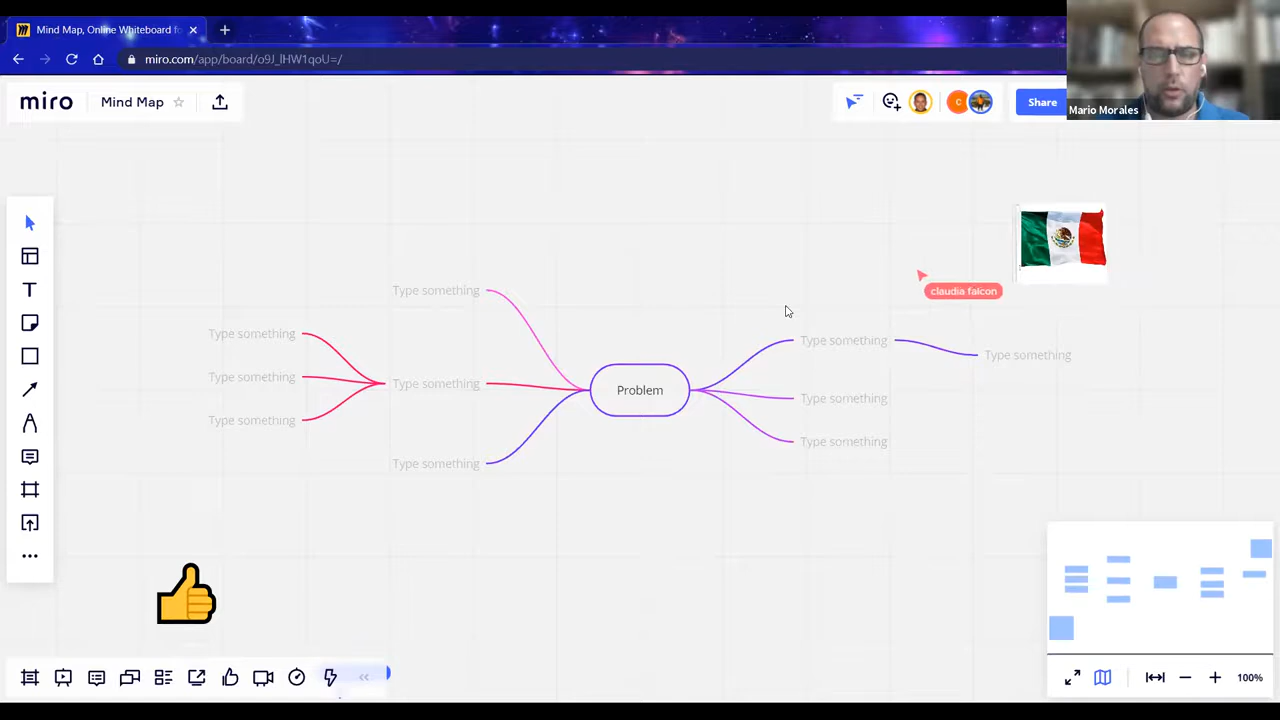 Mind Map, Online Whiteboard fo
miro.com/app/board/o9J_lHW1qoU=/
miro
Mind Map
C
Share
Mario Morales
claudia falcon
Type something
Type something
Type something
Type something
Type something
Type something
Type something
Problem
Type something
Type something
Type something
100%